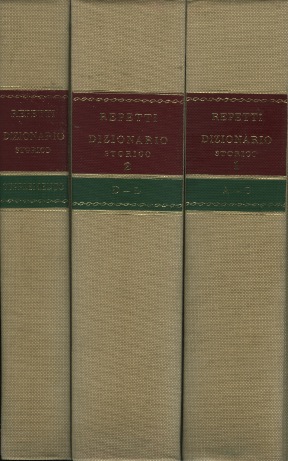 REPETTI
DIZIONARIO
STORICO
REPETTI
DIZIONARIO
STORICO
2
D - L
REPETTI
DIZIONARIO
STORICO
1
A - C